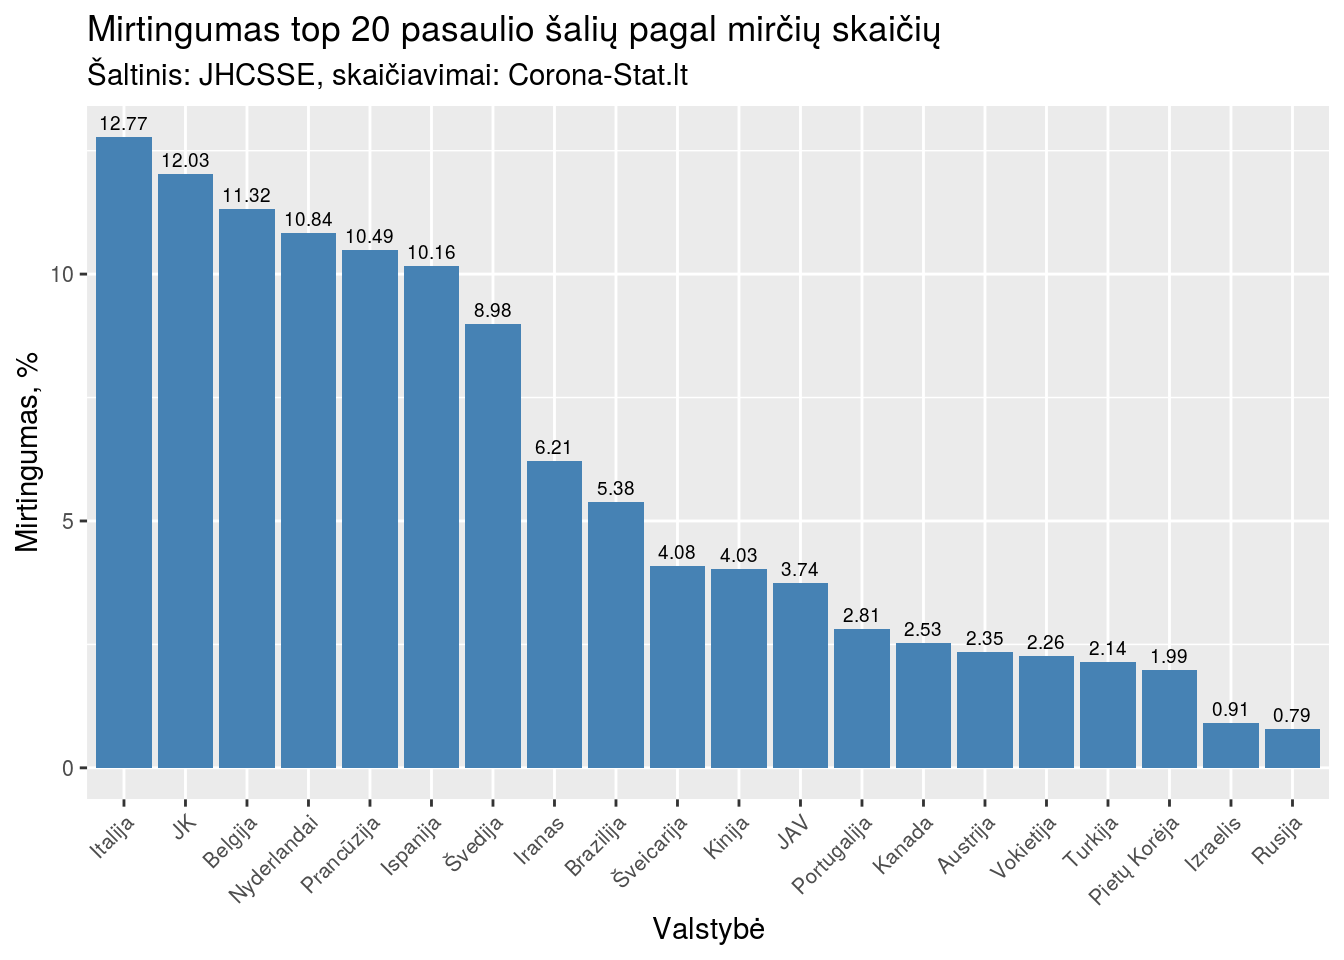 Mirtingumas top 20 pasaulio šalių pagal mirčių skaičių
Šaltinis: JHCSSE, skaičiavimai: Corona-Stat.lt
Mirtingumas, %
10
5
0
12.77
12.03
11.32
10.84
10.49
10.16
8.98
6.21
5.38
4.08
4.03
3.74
2.81
2.53
2.35
2.26
2.14
1.99
0.91
0.79
Italija
JK
Belgija
Nyderlandai
Prancūzija
Ispanija
Švedija
Iranas
Brazilija
Šveicarija
Kinija
JAV
Portugalija
Kanada
Austrija
Vokietija
Turkija
Pietų Korėja
Izraelis
Rusija
Valstybė